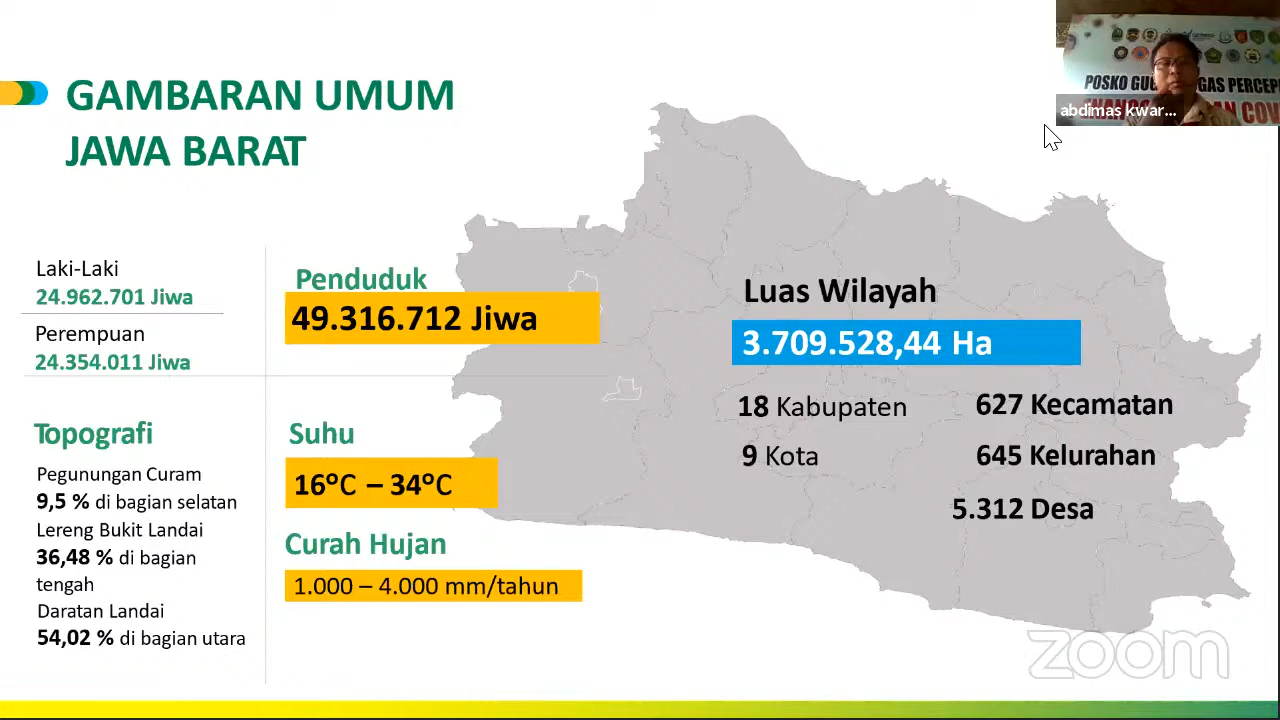 GAMBARAN UMUM
JAWA BARAT
Laki-Laki
24.962.701 Jiwa
Perempuan
24.354.011 Jiwa
Penduduk
49.316.712 Jiwa
Topografi
Pegunungan Curam
9,5 % di bagian selatan
Lereng Bukit Landai
36,48 % di bagian
tengah
Daratan Landai
54,02 % di bagian utara
Suhu
16°C – 34°C
Curah Hujan
1.000 – 4.000 mm/tahun
Luas Wilayah
3.709.528,44 Ha
18 Kabupaten
9 Kota
627 Kecamatan
645 Kelurahan
5.312 Desa
POSKO
abdimas kwar...
zoom